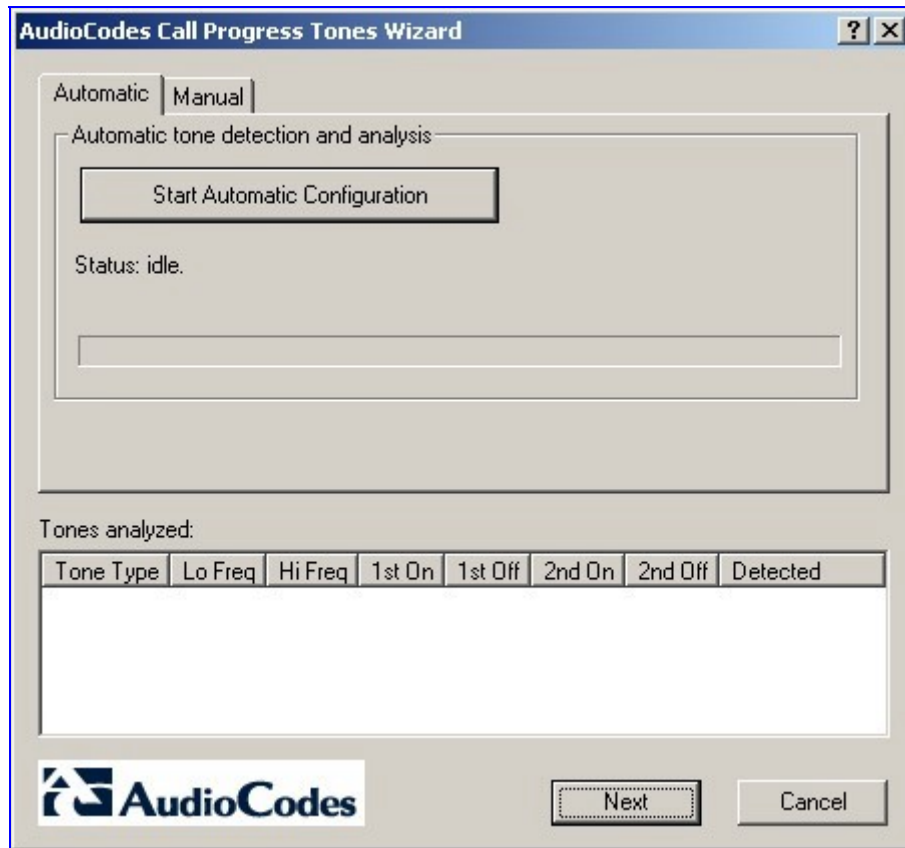 AudioCodes Call Progress Tones Wizard
Automatic Manual
Automatic tone detection and analysis
Start Automatic Configuration
Status: idle.
Tones analyzed:
Tone Type Lo Freq Hi Freq 1st On 1st Off 2nd On 2nd Off Detected
AudioCodes
Next Cancel